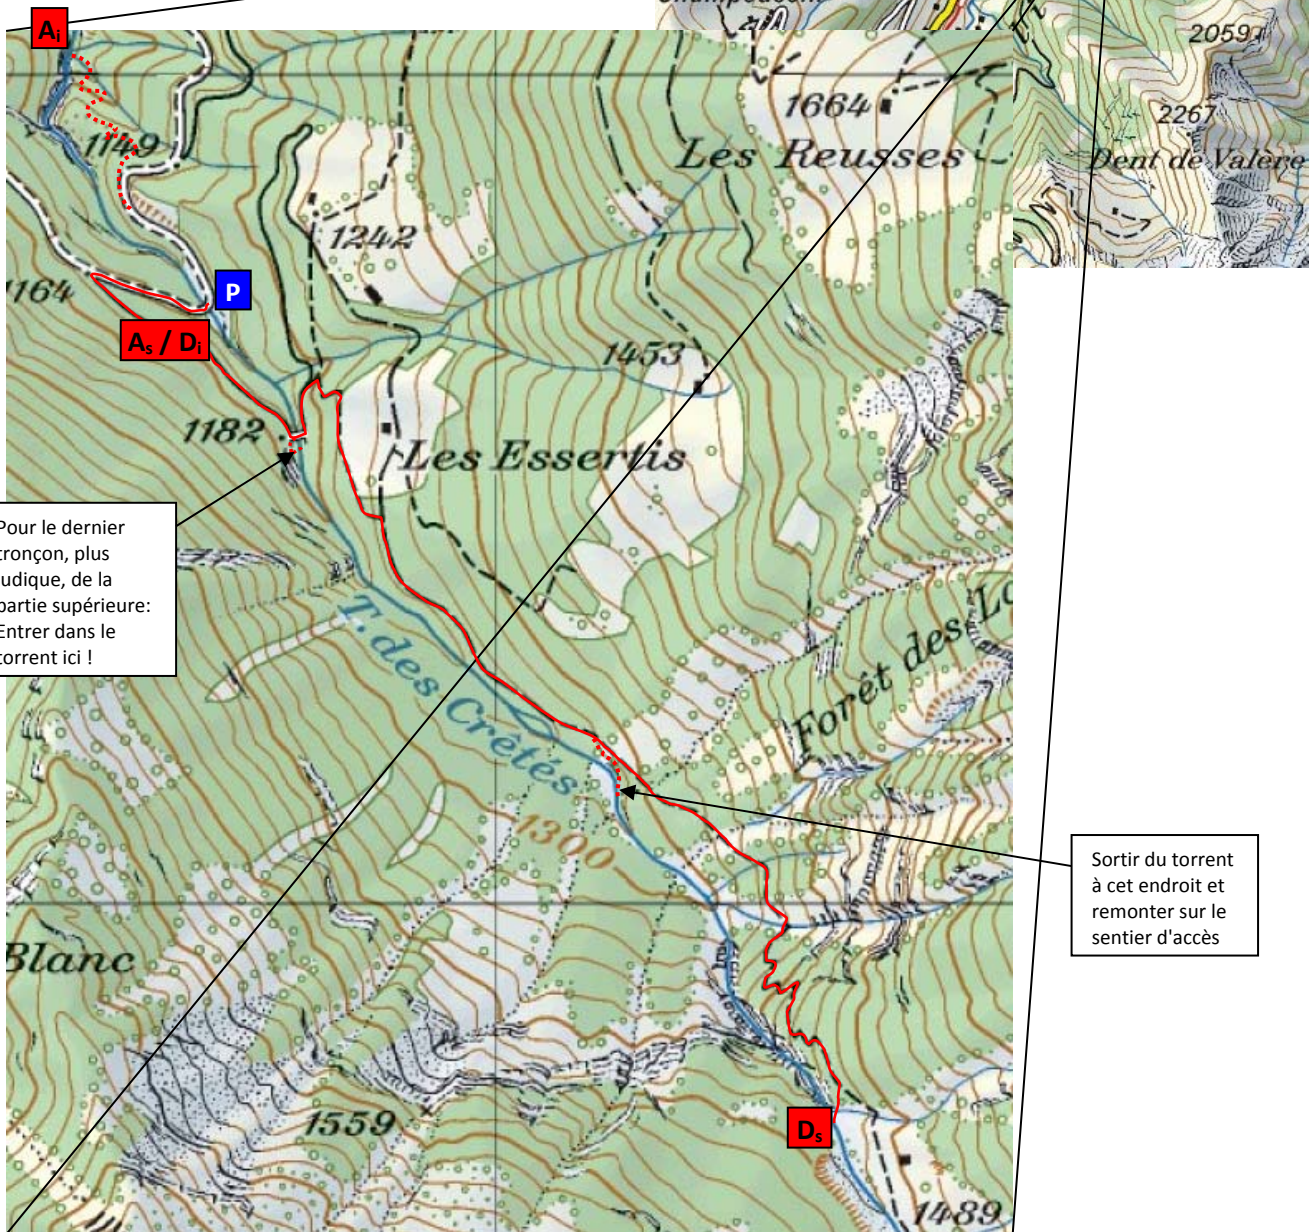 Ai
2059
1664
2267
1149
Les Reusses
Dent de Valère
1242
1164
P
As / Di
1453
1182
Les Essertis
Pour le dernier
tronçon, plus
ludique, de la
partie supérieure:
Entrer dans le
torrent ici !
T. des Crêtés
Forêt des
1300
Sortir du torrent
à cet endroit et
remonter sur le
sentier d'accès
Blanc
1559
Ds
1489